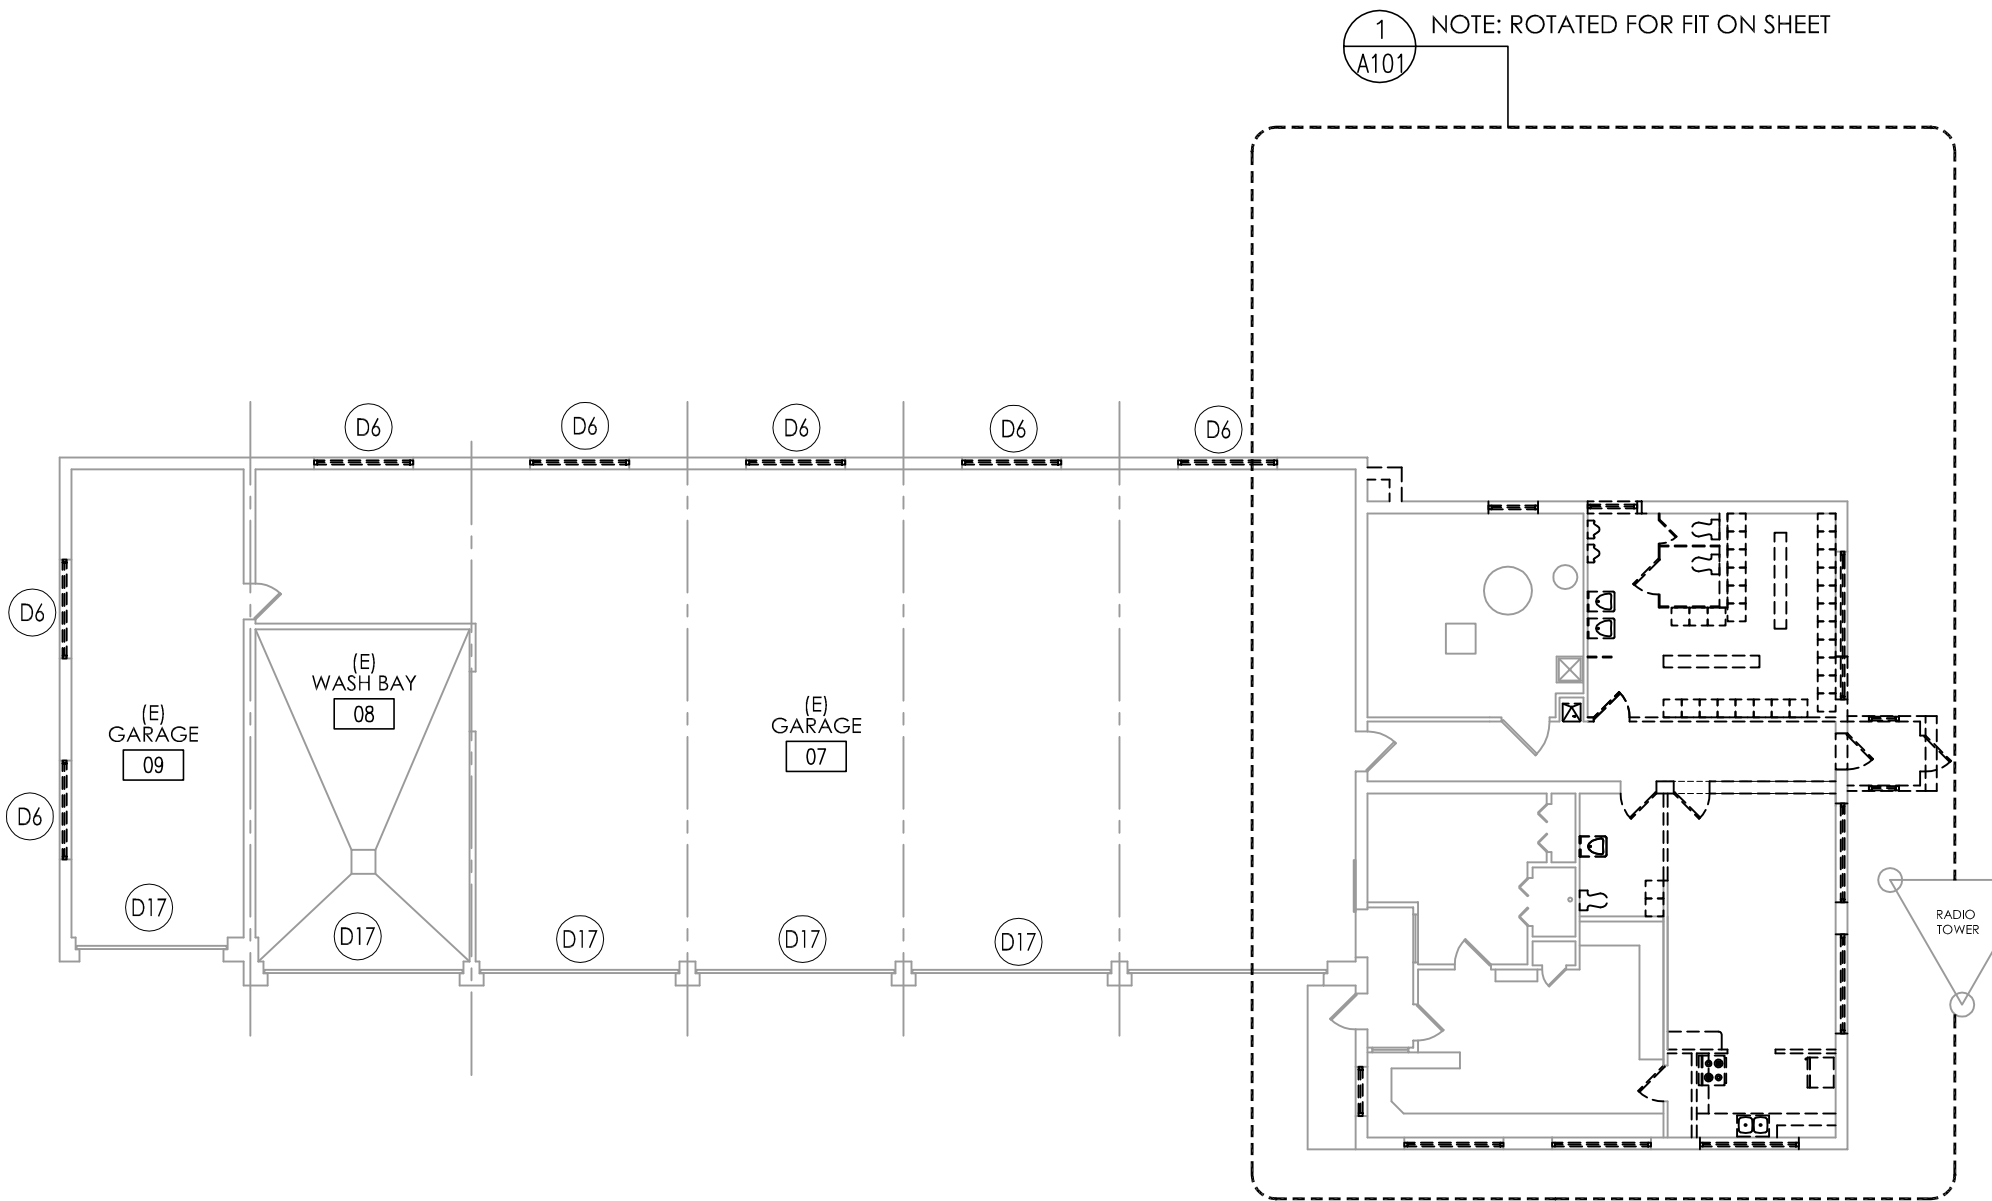 1
A101
NOTE: ROTATED FOR FIT ON SHEET
D6
D6
D6
D6
D6
D6
D6
(E)
WASH BAY
08
(E)
GARAGE
09
(E)
GARAGE
07
D17
D17
D17
D17
D17
RADIO
TOWER